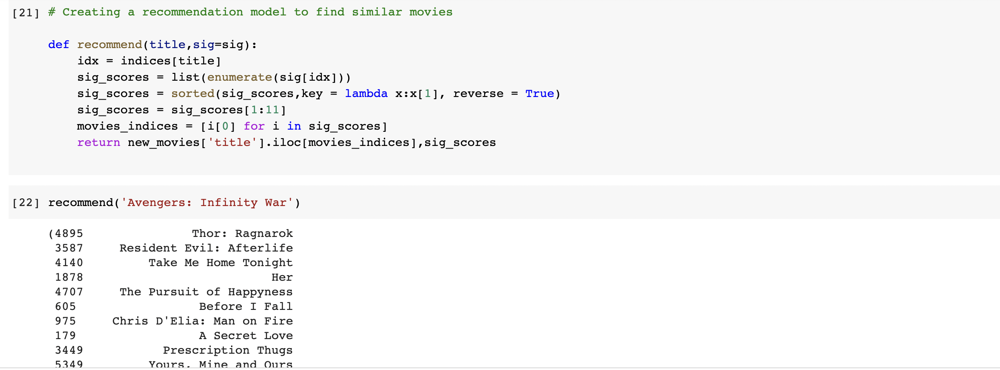 [21] # Creating a recommendation model to find similar movies
def recommend(title,sig=sig):
    idx = indices[title]
    sig_scores = list(enumerate(sig[idx]))
    sig_scores = sorted(sig_scores,key = lambda x:x[1], reverse = True)
    sig_scores = sig_scores[1:11]
    movies_indices = [i[0] for i in sig_scores]
    return new_movies['title'].iloc[movies_indices],sig_scores
[22] recommend('Avengers: Infinity War')
(4895               Thor: Ragnarok
 3587     Resident Evil: Afterlife
 4140         Take Me Home Tonight
 1878                          Her
 4707     The Pursuit of Happyness
 605                 Before I Fall
 975     Chris D'Elia: Man on Fire
 179                 A Secret Love
 3449           Prescription Thugs
 5349         Yours, Mine and Ours